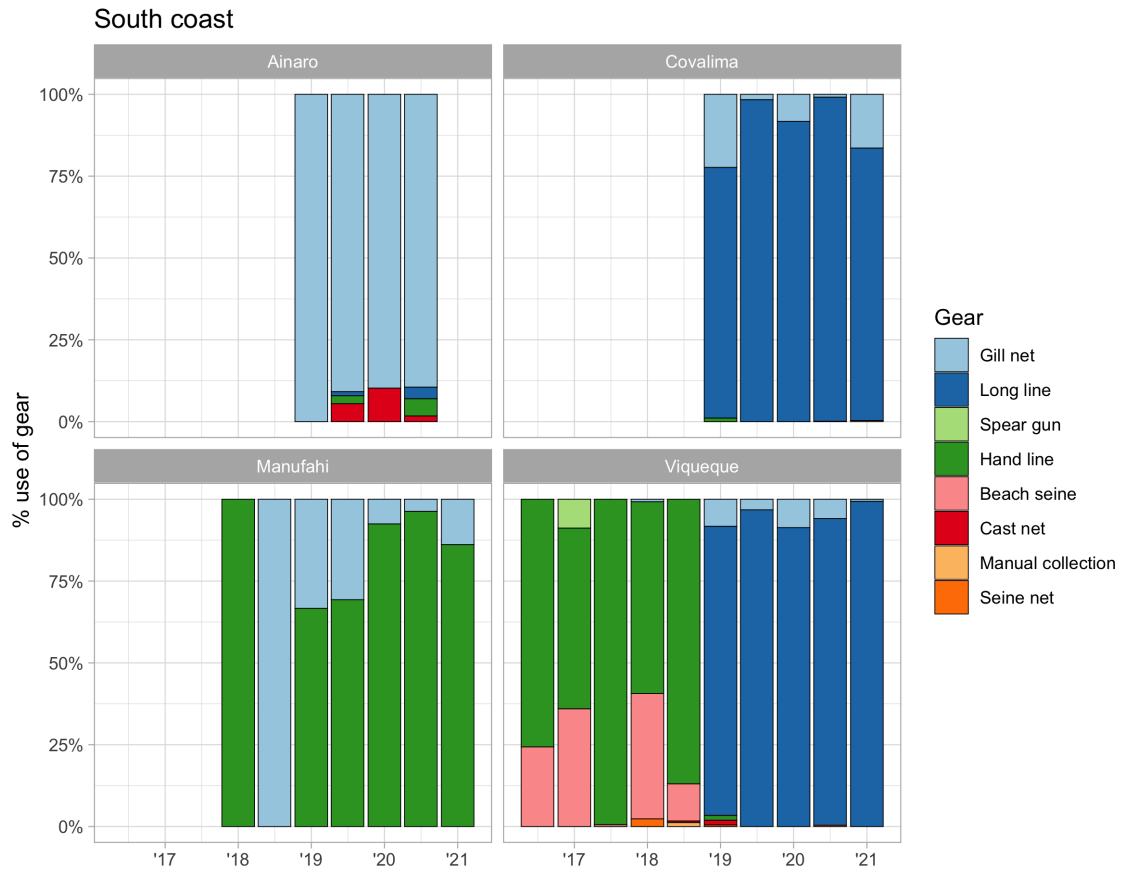 South coast
Ainaro
Covalima
100%
75%
50%
25%
0%
Manufahi
Viqueque
100%
75%
50%
25%
0%
'17 '18 '19 '20 '21
'17 '18 '19 '20 '21
% use of gear
Gear
Gill net
Long line
Spear gun
Hand line
Beach seine
Cast net
Manual collection
Seine net